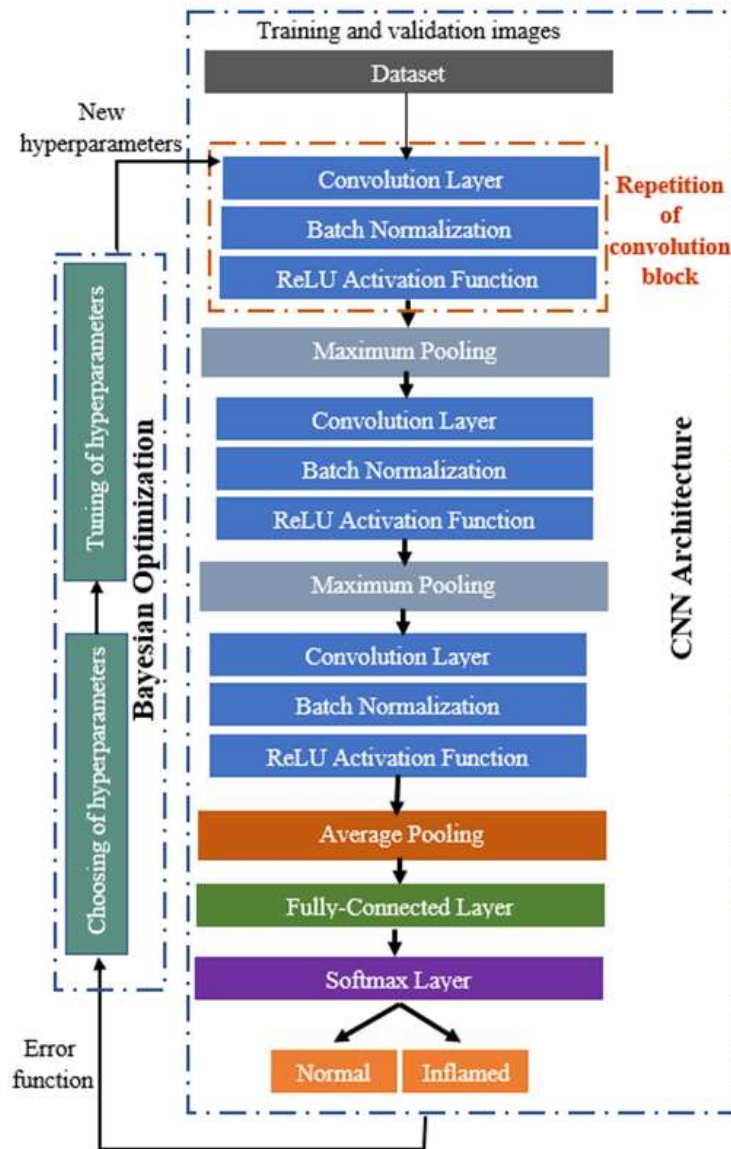 Training and validation images
Dataset
New
hyperparameters
Convolution Layer
Batch Normalization
ReLU Activation Function
Repetition
of
convolution
block
Maximum Pooling
Convolution Layer
Batch Normalization
ReLU Activation Function
Maximum Pooling
Convolution Layer
Batch Normalization
ReLU Activation Function
Average Pooling
Fully-Connected Layer
Softmax Layer
Normal
Inflamed
Tuning of hyperparameters
Choosing of hyperparameters
Bayesian Optimization
CNN Architecture
Error
function